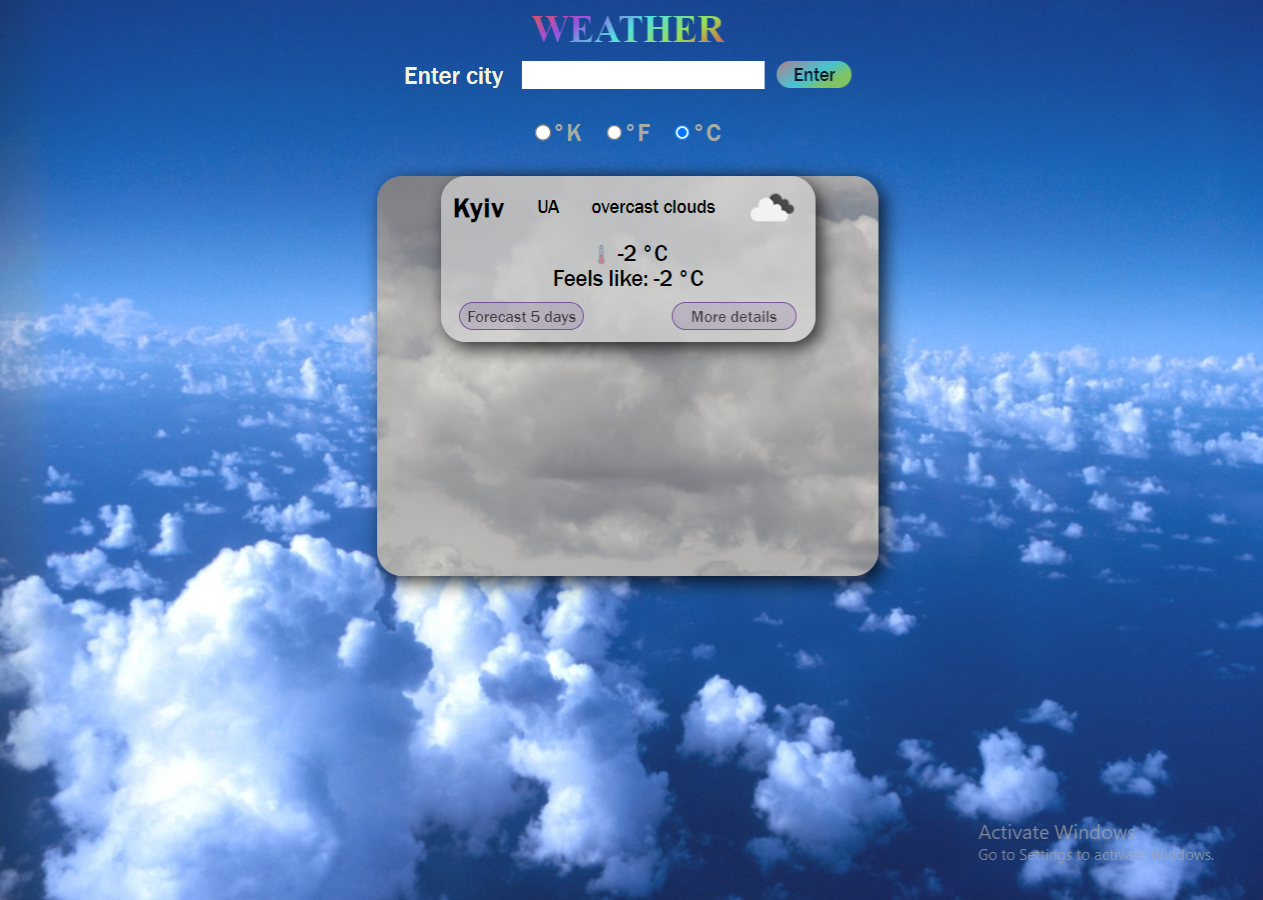 WEATHER
Enter city Enter
°K °F °C
Kyiv UA overcast clouds
-2 °C
Feels like: -2 °C
Forecast 5 days More details
Activate Windows
Go to Settings to activate Windows.